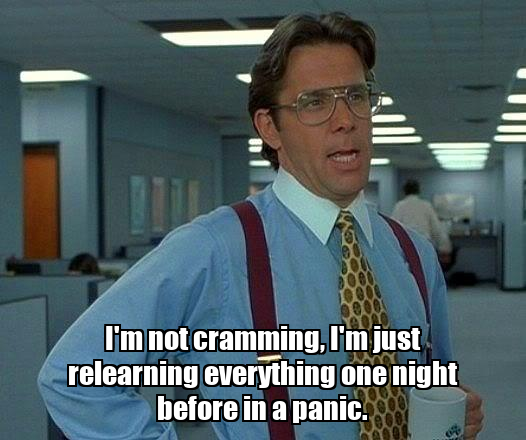 I'm not cramming, I'm just
relearning everything one night
before in a panic.